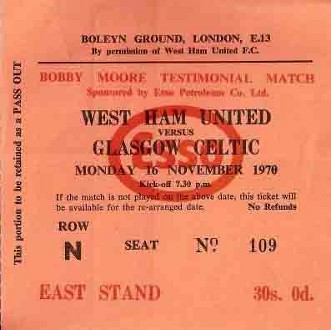 BOLEYN GROUND, LONDON, E.13
By permission of West Ham United F.C.
BOBBY MOORE TESTIMONIAL MATCH
Sponsored by Esso Petroleum Co. Ltd.
WEST HAM UNITED
VERSUS
GLASGOW CELTIC
Esso
MONDAY 16 NOVEMBER 1970
Kick-off 7.30 p.m.
If the match is not played on the above date, this ticket
will be available for the re-arranged date. No Refunds
ROW
N SEAT No 109
EAST STAND 30s. 0d.
This portion to be retained as a PASS OUT